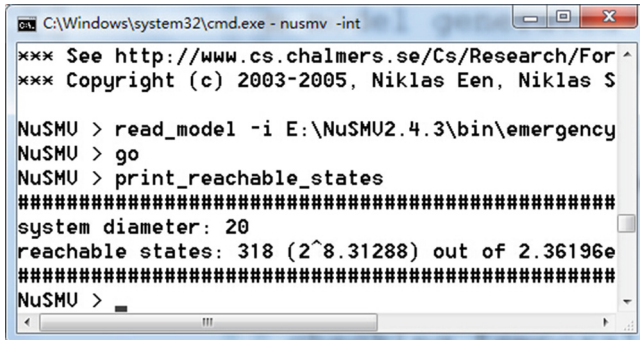 C:\Windows\system32\cmd.exe - nusmv -int
*** See http://www.cs.chalmers.se/Cs/Research/For
*** Copyright (c) 2003-2005, Niklas Een, Niklas S
NuSMV > read_model -i E:\NuSMV2.4.3\bin\emergency
NuSMV > go
NuSMV > print_reachable_states
##################################################
system diameter: 20
reachable states: 318 (2^8.31288) out of 2.36196e
##################################################
NuSMV > _